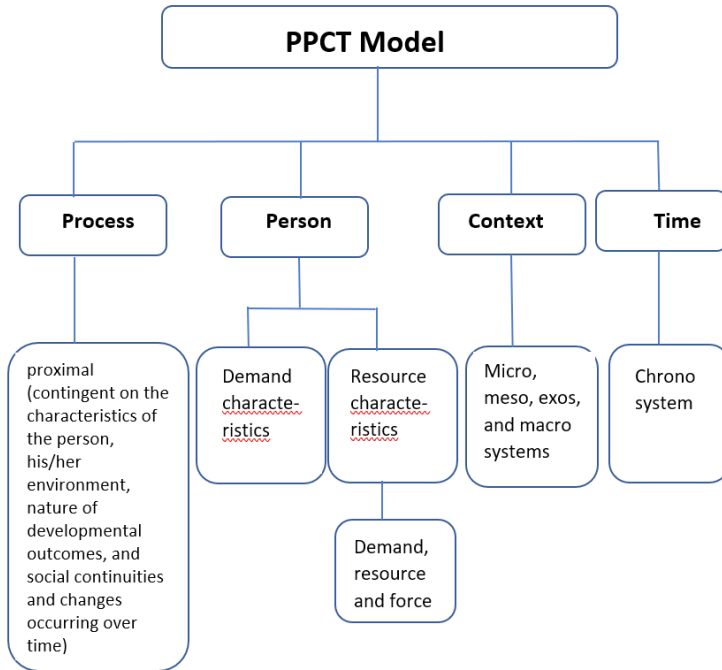 PPCT Model
Process
Person
Context
Time
proximal
(contingent on the
characteristics of
the person,
his/her
environment,
nature of
developmental
outcomes, and
social continuities
and changes
occurring over
time)
Demand
characte-
ristics
Resource
characte-
ristics
Micro,
meso, exos,
and macro
systems
Chrono
system
Demand,
resource
and force